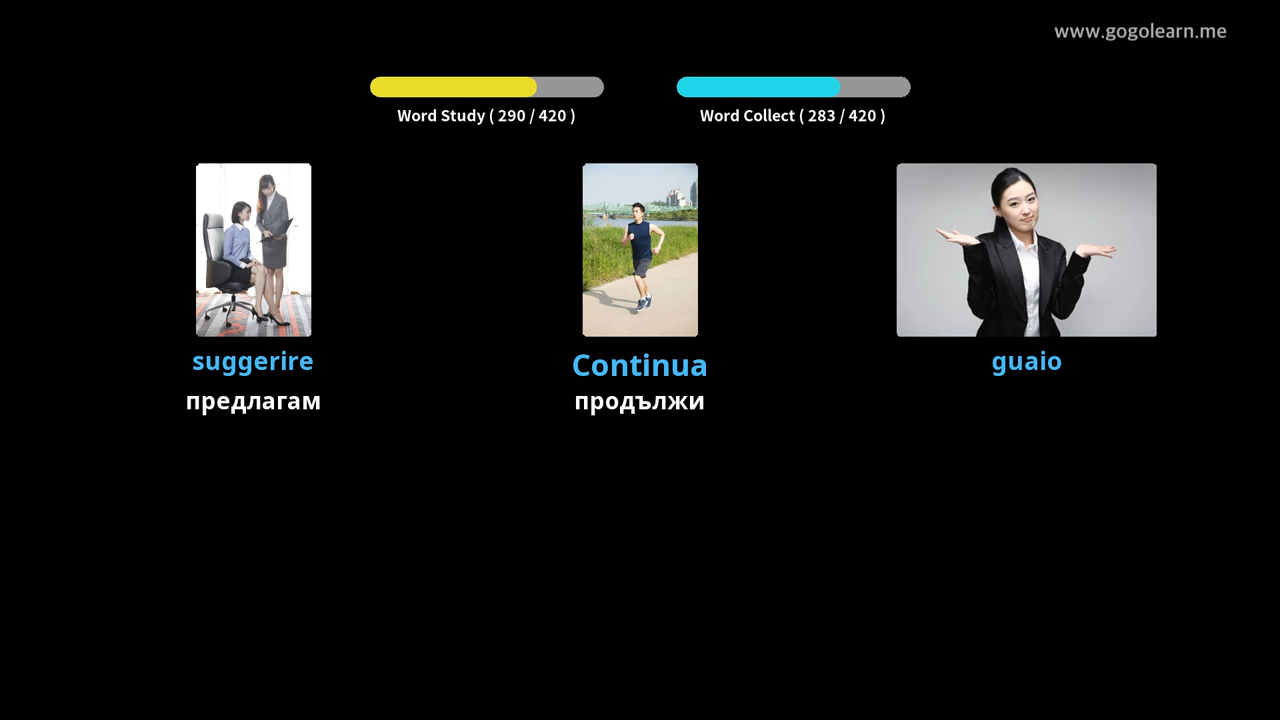 www.gogolearn.me
Word Study ( 290 / 420 )
Word Collect ( 283 / 420 )
suggerire
предлагам
Continua
продължи
guaio